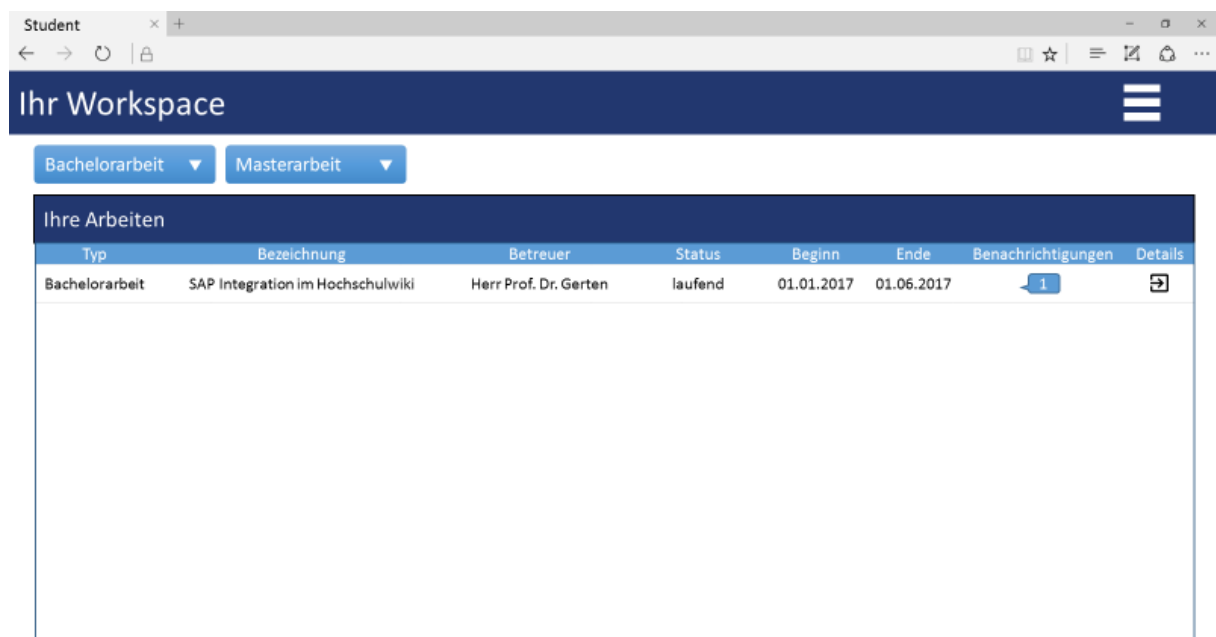 Student
Ihr Workspace
Bachelorarbeit Masterarbeit
Ihre Arbeiten
Typ Bezeichnung Betreuer Status Beginn Ende Benachrichtigungen Details
Bachelorarbeit SAP Integration im Hochschulwiki Herr Prof. Dr. Gerten laufend 01.01.2017 01.06.2017 1